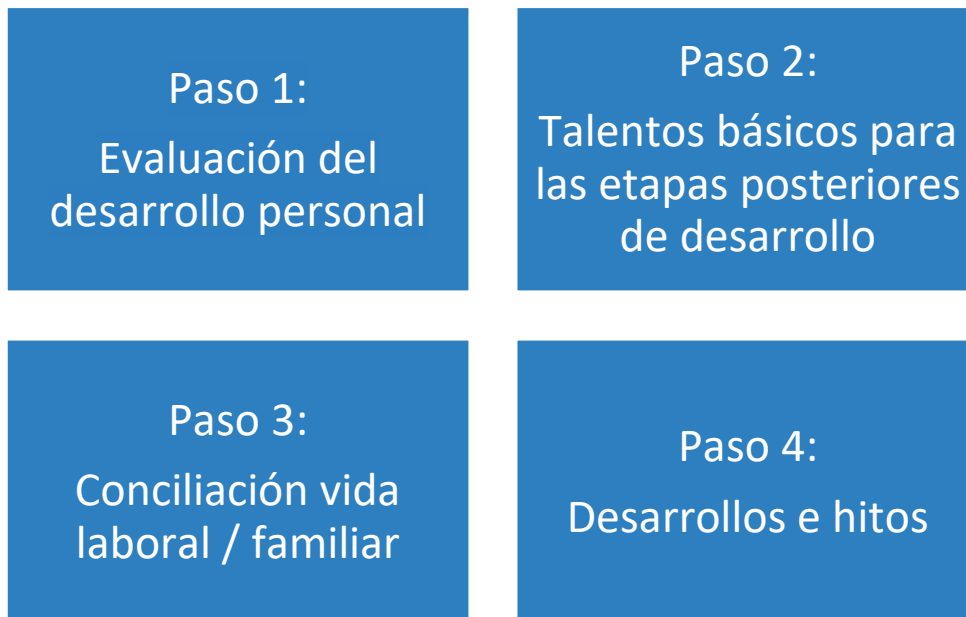 Paso 1:
Evaluación del
desarrollo personal
Paso 2:
Talentos básicos para
las etapas posteriores
de desarrollo
Paso 3:
Conciliación vida
laboral / familiar
Paso 4:
Desarrollos e hitos